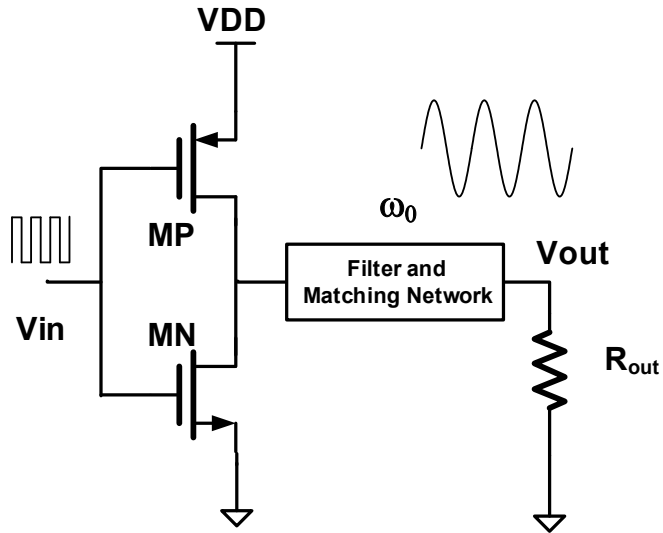 VDD
MP
ω0
Filter and
Matching Network
Vout
Vin
MN
Rout